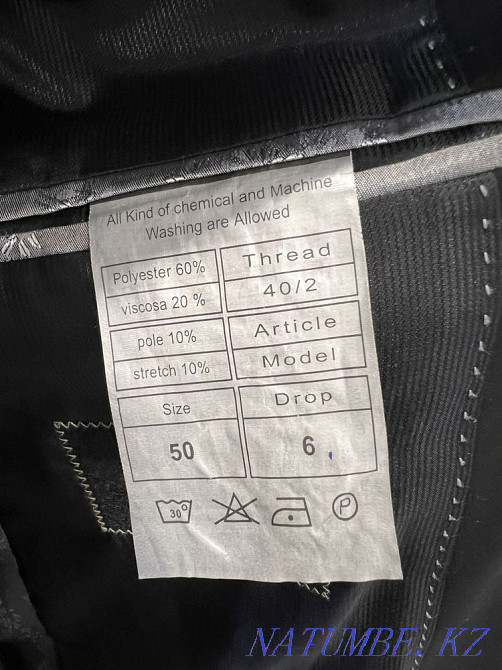 All Kind of chemical and Machine
Washing are Allowed
Polyester 60%
Thread
viscosa 20 %
40/2
pole 10%
Article
stretch 10%
Model
Size
Drop
50
6
30°
P
NATUMBE.KZ